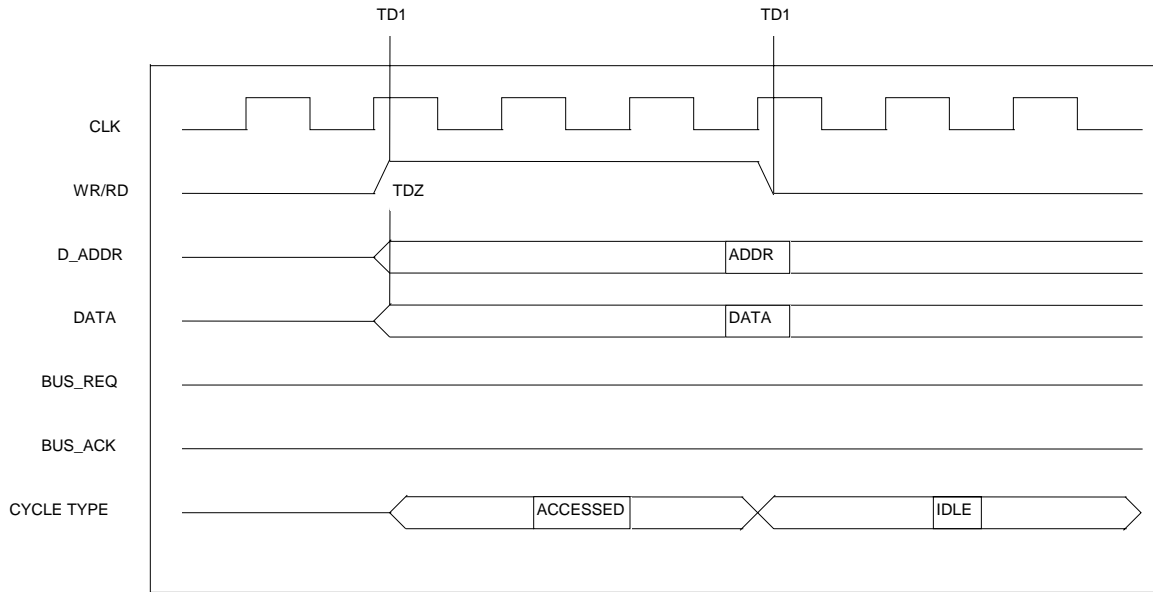 TD1 TD1
CLK
WR/RD
TDZ
D_ADDR ADDR
DATA DATA
BUS_REQ
BUS_ACK
CYCLE TYPE ACCESSED IDLE